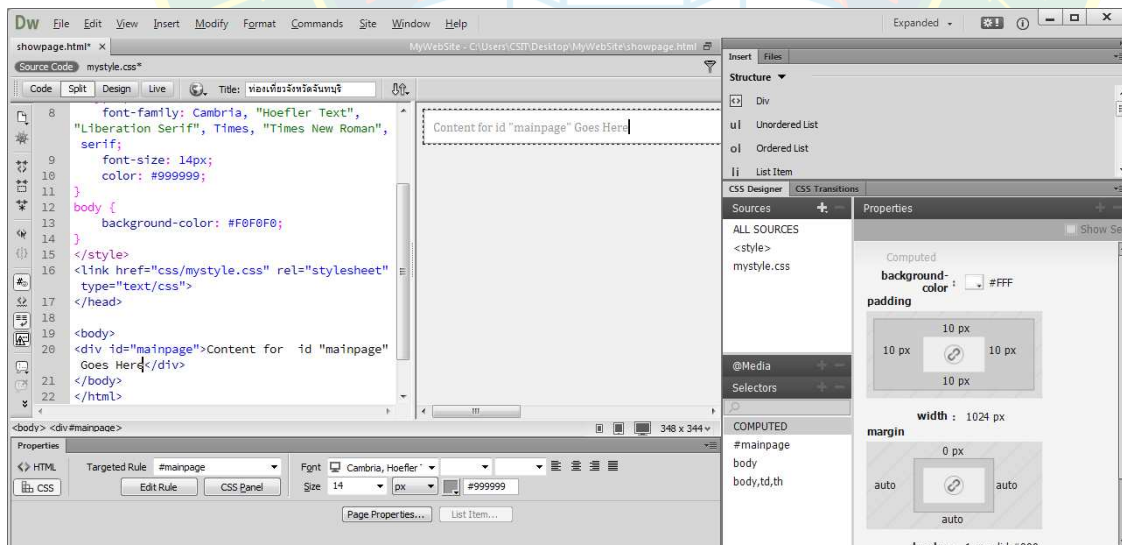 Dw File Edit View Insert Modify Format Commands Site Window Help Expanded
showpage.html* × MyWebSite - C:\Users\CSIT\Desktop\MyWebSite\showpage.html
Source Code mystyle.css*
Code Split Design Live Title: ท่องเที่ยวจังหวัดจันทบุรี
8 font-family: Cambria, "Hoefler Text",
"Liberation Serif", Times, "Times New Roman",
serif;
9 font-size: 14px;
10 color: #999999;
11 }
12 body {
13 background-color: #F0F0F0;
14 }
15 </style>
16 <link href="css/mystyle.css" rel="stylesheet"
type="text/css">
17 </head>
18
19 <body>
20 <div id="mainpage">Content for id "mainpage"
Goes Here</div>
21 </body>
22 </html>
Content for id "mainpage" Goes Here
<body> <div#mainpage> 348 x 344
Properties
HTML Targeted Rule #mainpage Font Cambria, Hoefler
CSS Edit Rule CSS Panel Size 14 px #999999
Page Properties... List Item...
Insert Files
Structure
Div
ul Unordered List
ol Ordered List
li List Item
CSS Designer CSS Transitions
Sources
ALL SOURCES
<style>
mystyle.css
@Media
Selectors
COMPUTED
#mainpage
body
body,td,th
Properties
Show Se
Computed
background-
color : #FFF
padding
10 px
10 px 10 px
10 px
width : 1024 px
margin
0 px
auto auto
auto